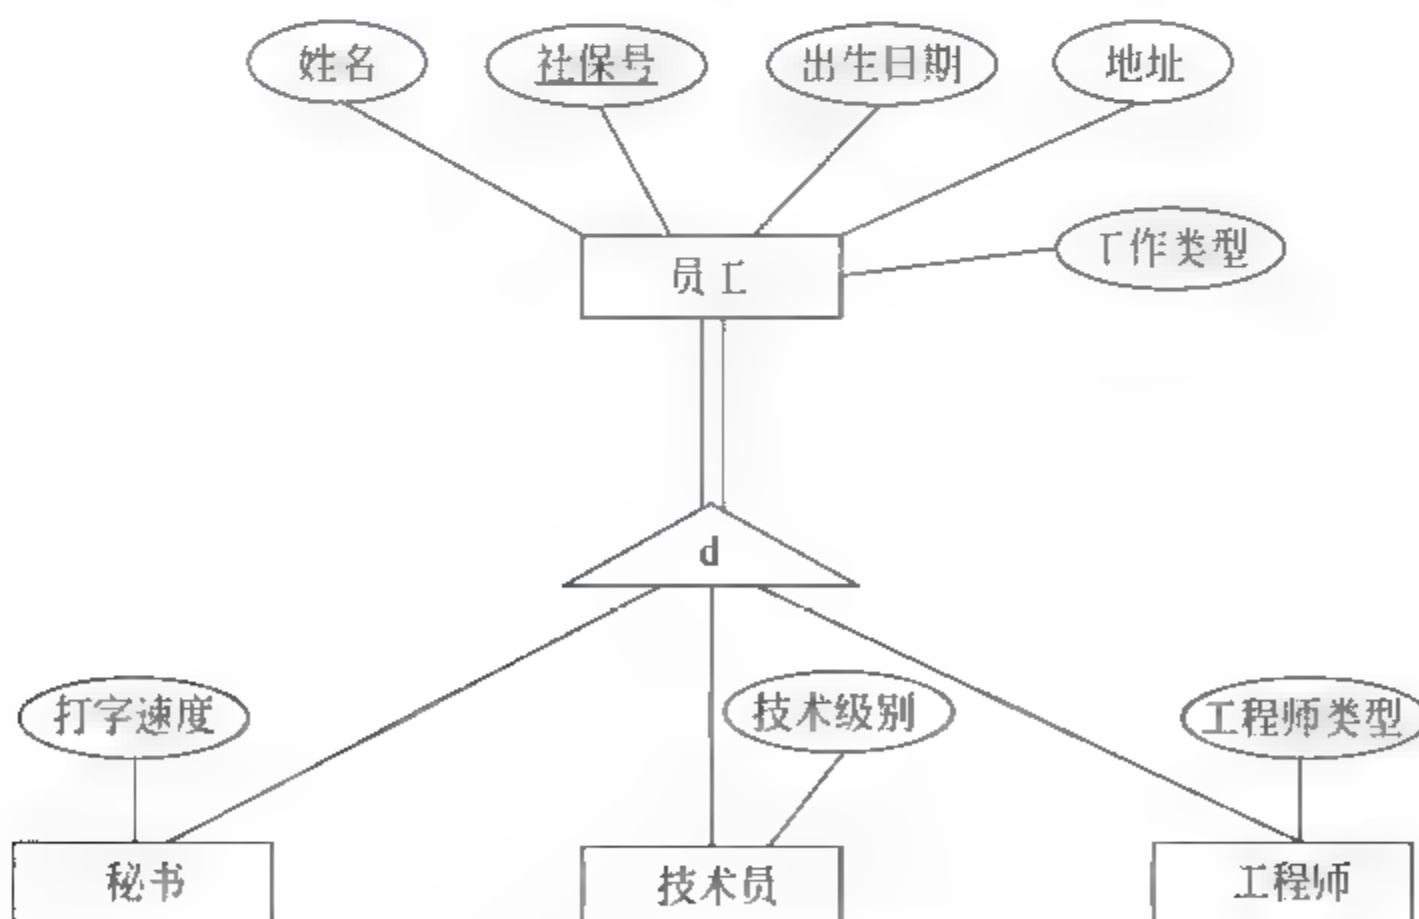 姓名
社保号
出生日期
地址
员工
工作类型
d
打字速度
技术级别
工程师类型
秘书
技术员
工程师